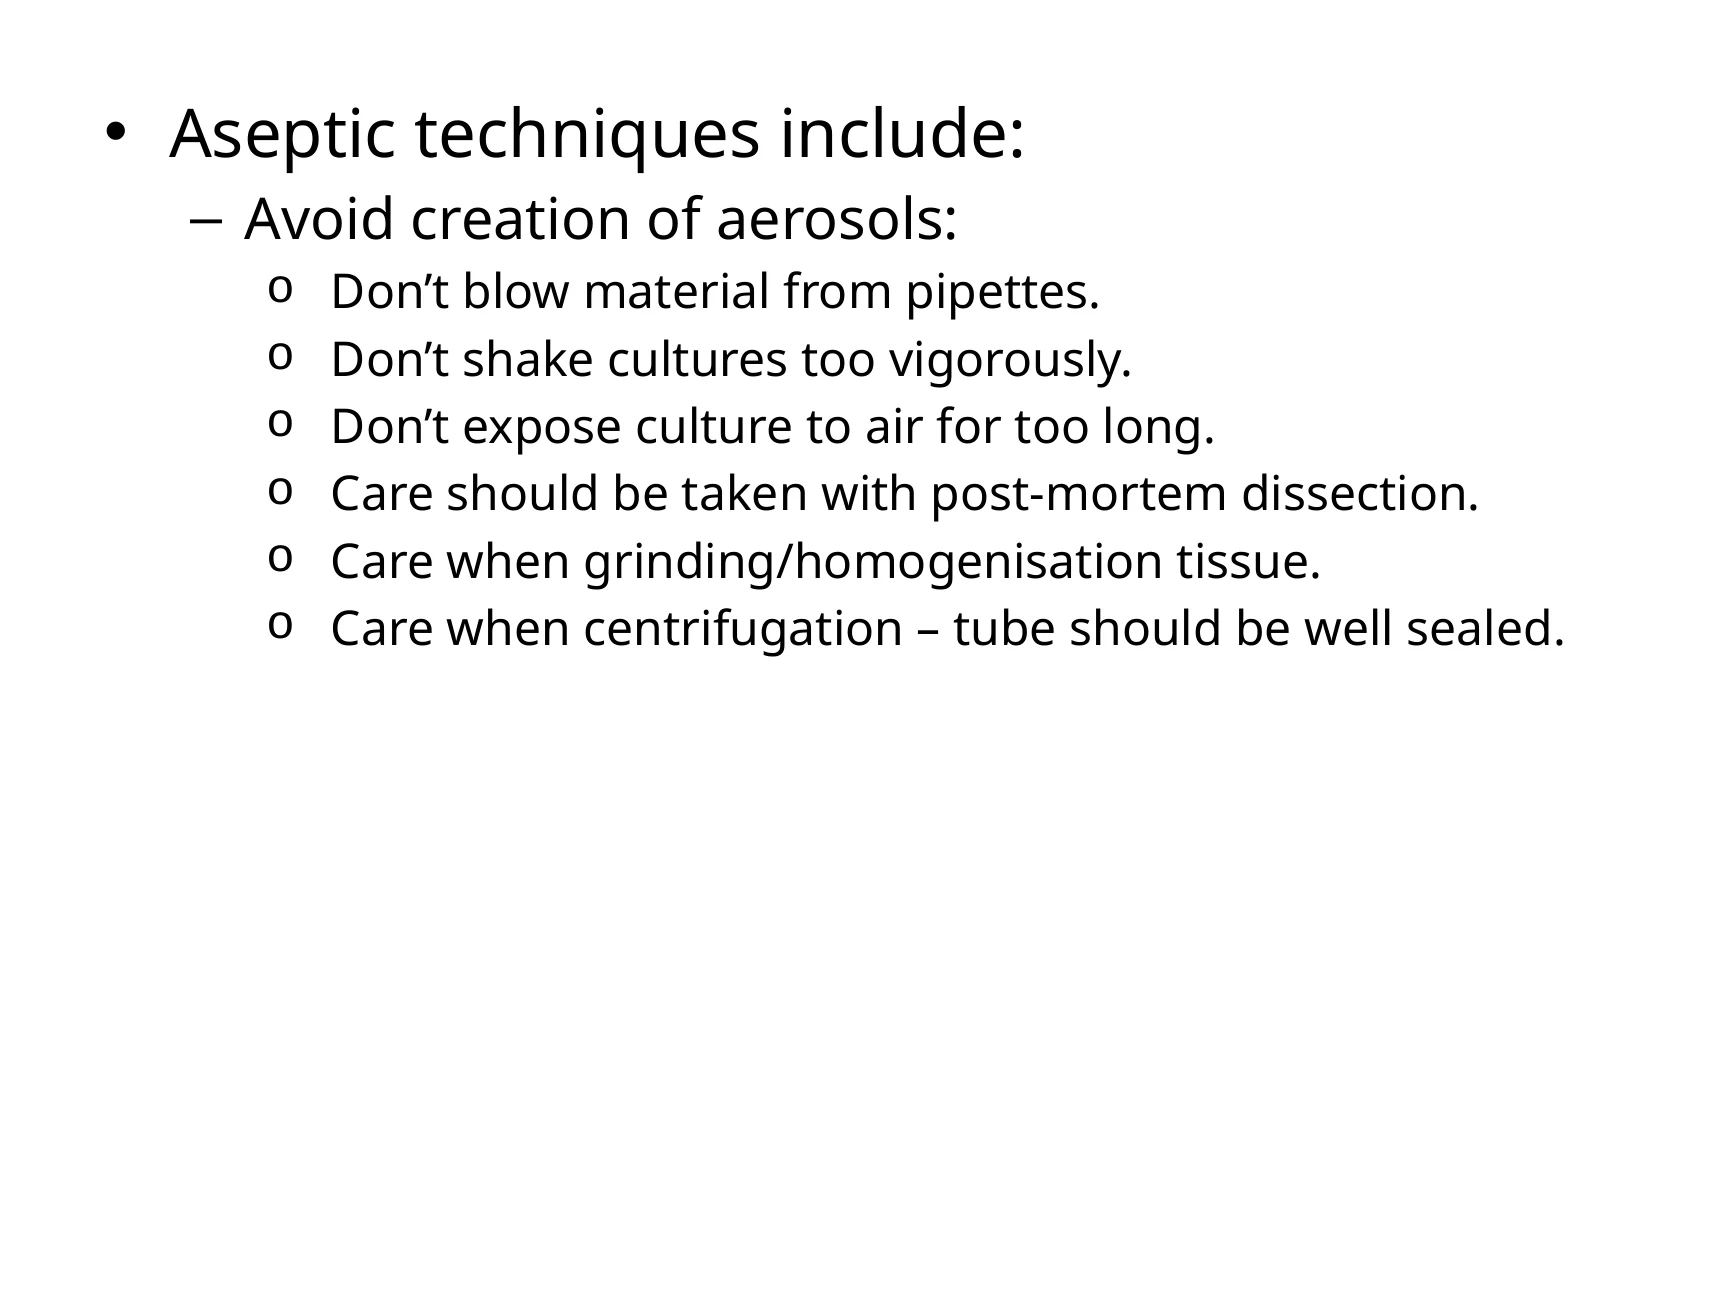 • Aseptic techniques include:
– Avoid creation of aerosols:
o Don’t blow material from pipettes.
o Don’t shake cultures too vigorously.
o Don’t expose culture to air for too long.
o Care should be taken with post-mortem dissection.
o Care when grinding/homogenisation tissue.
o Care when centrifugation – tube should be well sealed.